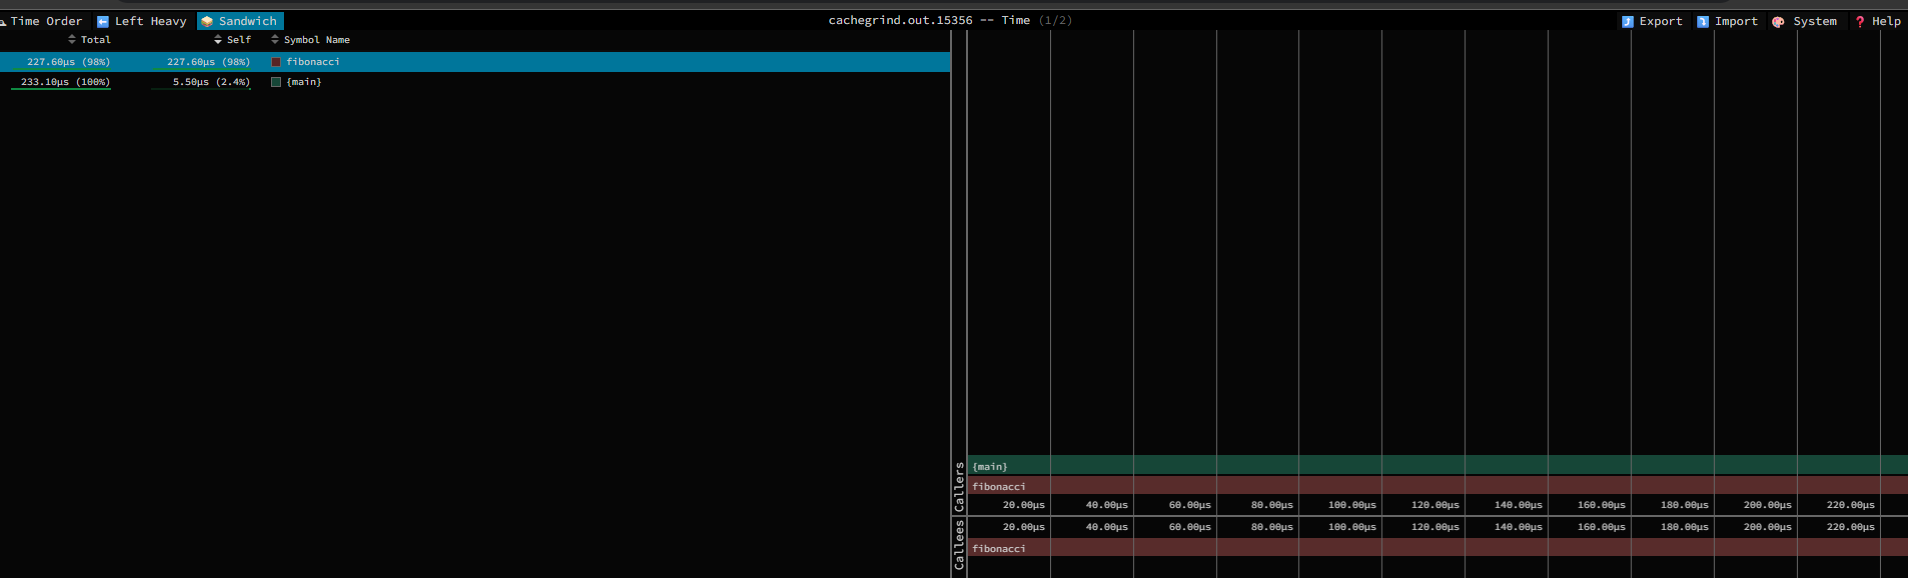 Time Order Left Heavy Sandwich cachegrind.out.15356 -- Time (1/2) Export Import System Help
Total Self Symbol Name
227.60µs (98%) 227.60µs (98%) fibonacci
233.10µs (100%) 5.50µs (2.4%) {main}
Callers
{main}
fibonacci
20.00µs 40.00µs 60.00µs 80.00µs 100.00µs 120.00µs 140.00µs 160.00µs 180.00µs 200.00µs 220.00µs
Callees
20.00µs 40.00µs 60.00µs 80.00µs 100.00µs 120.00µs 140.00µs 160.00µs 180.00µs 200.00µs 220.00µs
fibonacci